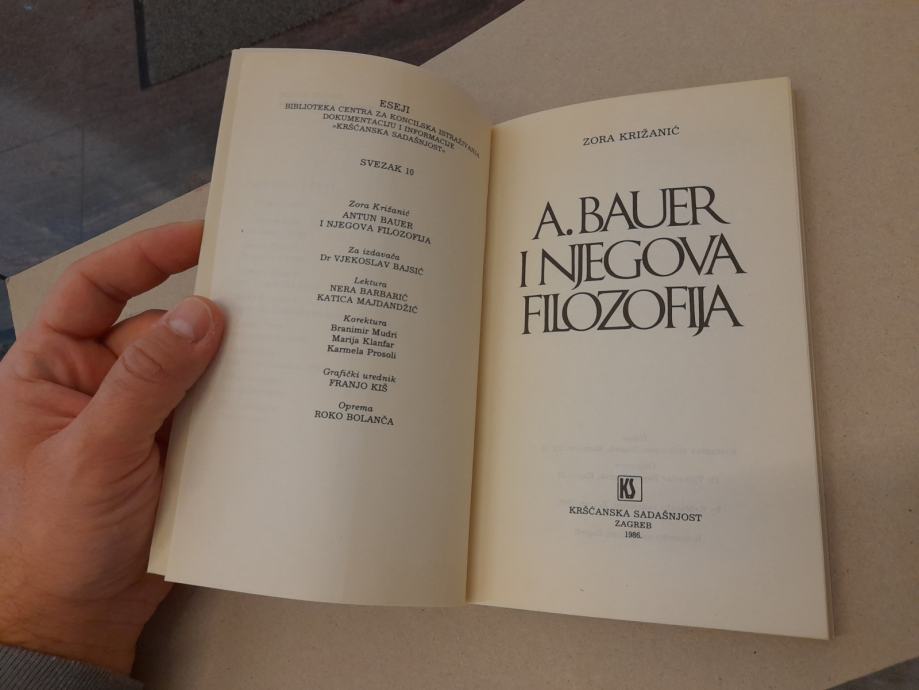 ESEJI
BIBLIOTEKA CENTRA ZA KONCILSKA ISTRAŽIVANJA
DOKUMENTACIJU I INFORMACIJE
»KRŠĆANSKA SADAŠNJOST«
SVEZAK 10
Zora Križanić
ANTUN BAUER
I NJEGOVA FILOZOFIJA
Za izdavača
Dr VJEKOSLAV BAJSIĆ
Lektura
NERA BARBARIĆ
KATICA MAJDANDŽIĆ
Korektura
Branimir Mudri
Marija Klanfar
Karmela Prosoli
Grafički urednik
FRANJO KIŠ
Oprema
ROKO BOLANČA
ZORA KRIŽANIĆ
A. BAUER
I NJEGOVA
FILOZOFIJA
KS
KRŠĆANSKA SADAŠNJOST
ZAGREB
1986.